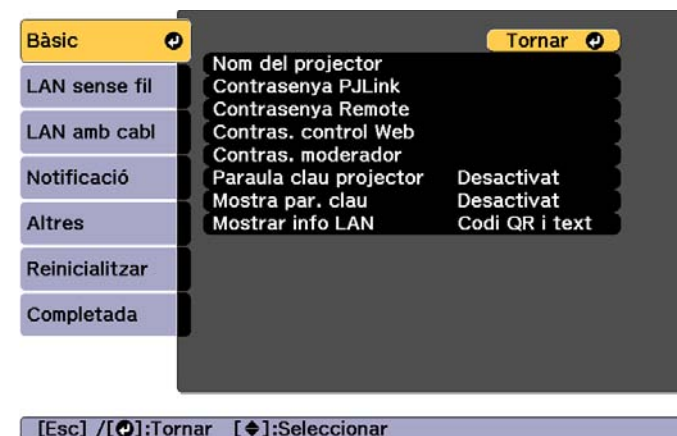 Bàsic
LAN sense fil
LAN amb cabl
Notificació
Altres
Reinicialitzar
Completada
Tornar
Nom del projector
Contrasenya PJLink
Contrasenya Remote
Contras. control Web
Contras. moderador
Paraula clau projector Desactivat
Mostra par. clau Desactivat
Mostrar info LAN Codi QR i text
[Esc] /[⏎]:Tornar [◆]:Seleccionar